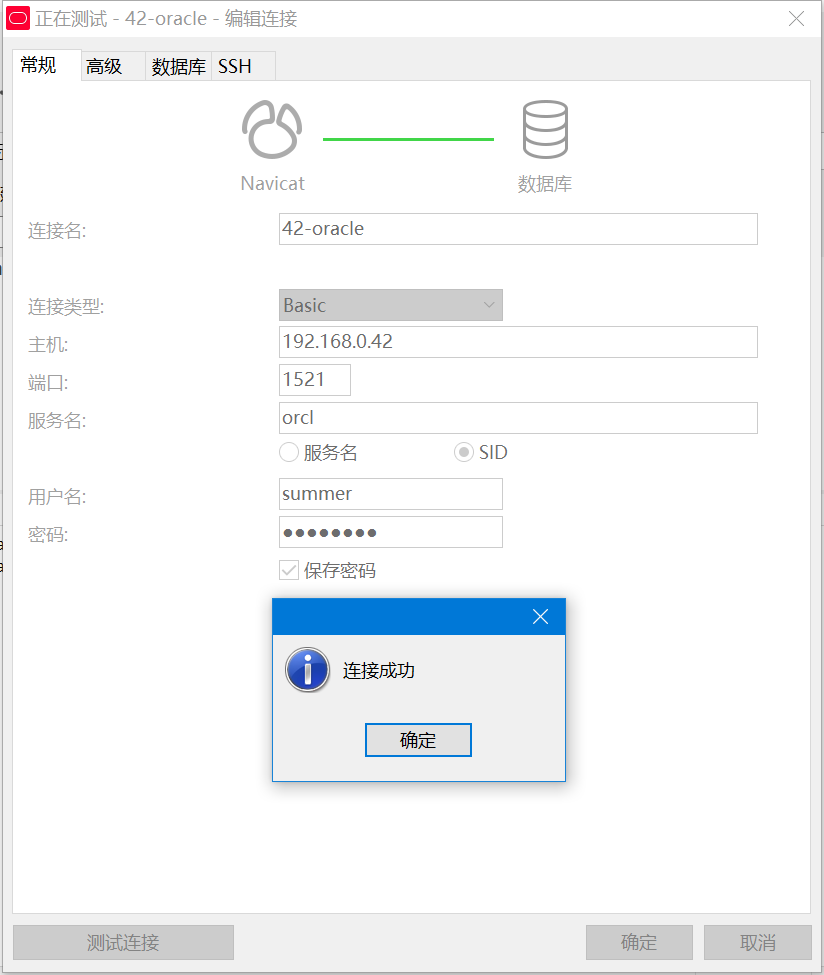 正在测试 - 42-oracle - 编辑连接
常规 高级 数据库 SSH
Navicat 数据库
连接名: 42-oracle
连接类型: Basic
主机: 192.168.0.42
端口: 1521
服务名: orcl
服务名 SID
用户名: summer
密码: ●●●●●●●●
保存密码
连接成功
确定
测试连接 确定 取消